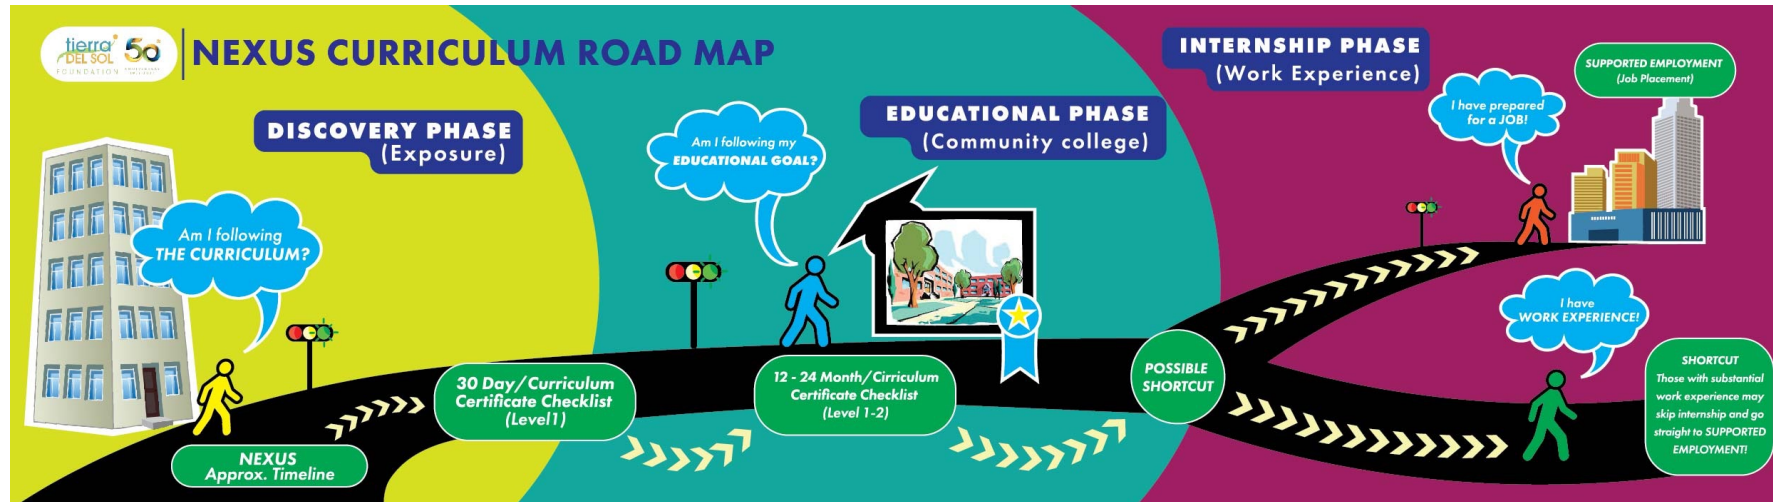 tierra
DEL SOL
FOUNDATION
50
NEXUS CURRICULUM ROAD MAP
DISCOVERY PHASE
(Exposure)
Am I following
THE CURRICULUM?
NEXUS
Approx. Timeline
30 Day/Curriculum
Certificate Checklist
(Level1)
Am I following my
EDUCATIONAL GOAL?
EDUCATIONAL PHASE
(Community college)
12 - 24 Month/Cirriculum
Certificate Checklist
(Level 1-2)
POSSIBLE
SHORTCUT
INTERNSHIP PHASE
(Work Experience)
I have prepared
for a JOB!
SUPPORTED EMPLOYMENT
(Job Placement)
I have
WORK EXPERIENCE!
SHORTCUT
Those with substantial
work experience may
skip internship and go
straight to SUPPORTED
EMPLOYMENT!